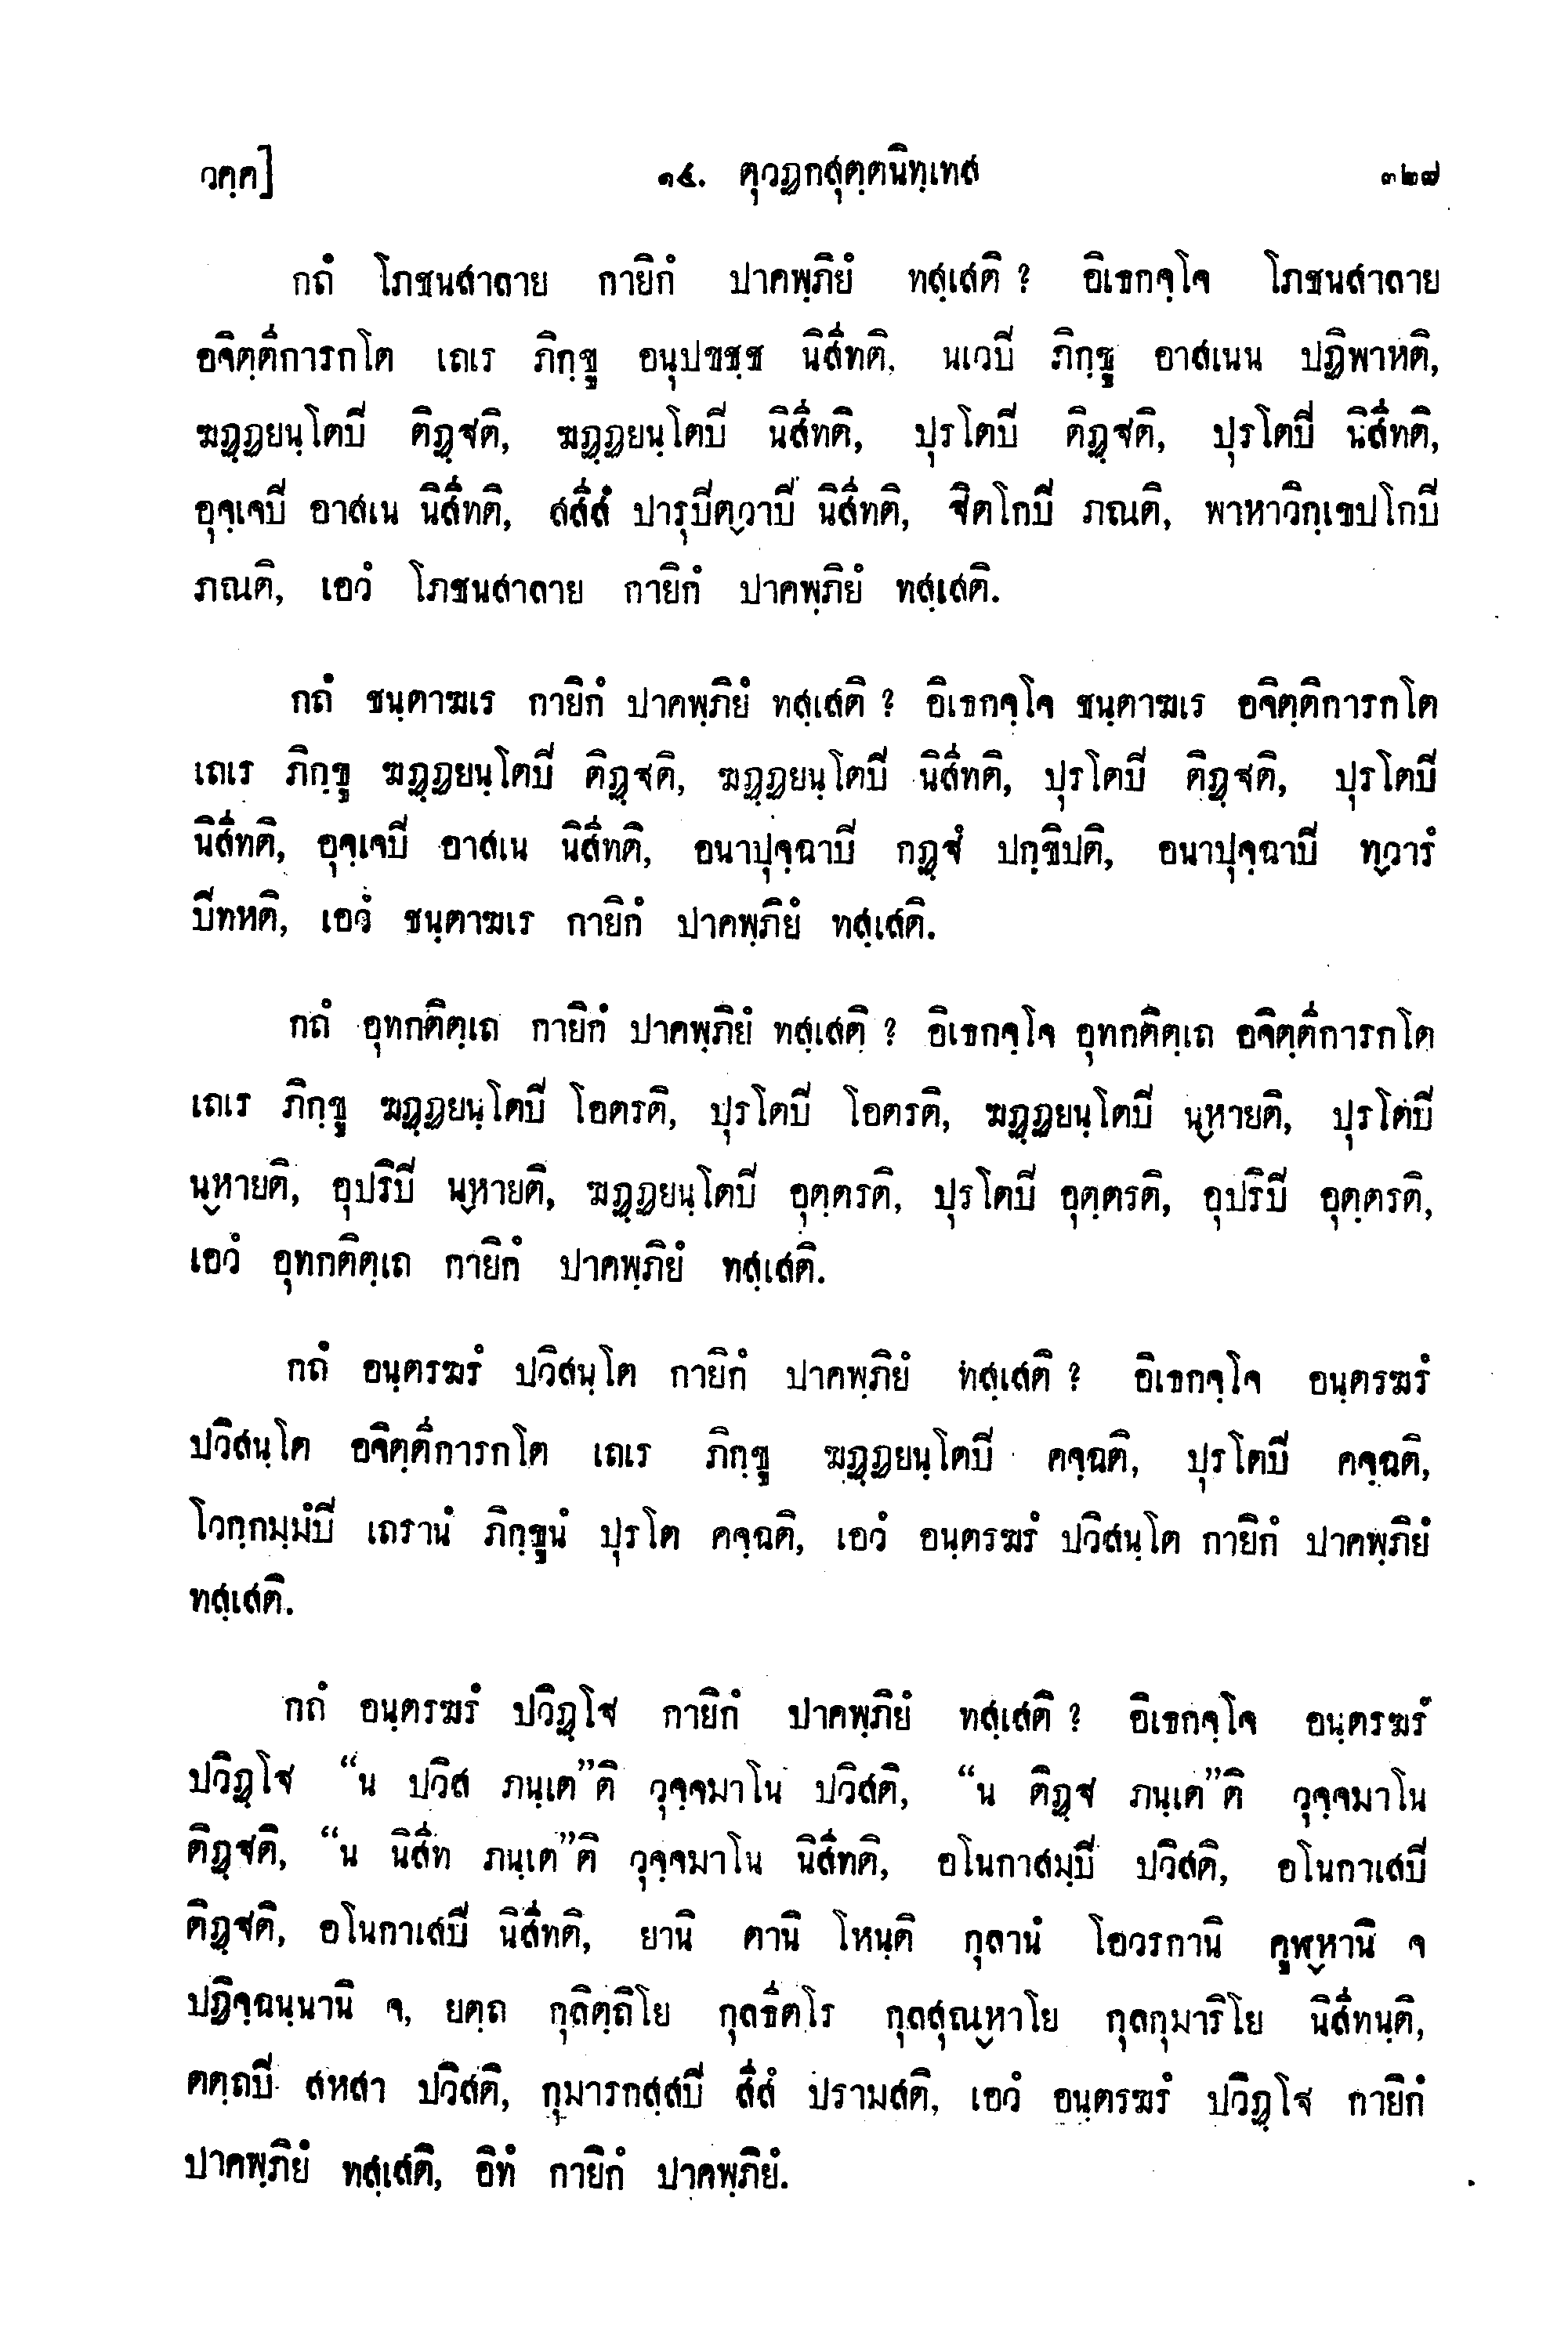 วคฺค] ๑๔. ตุวฏกสุตฺตนิทฺเทส ๓๒๗
กถํ โภชนสาลาย กายิกํ ปาคพฺภิยํ ทสฺเสติ ? อิเธกจฺโจ โภชนสาลาย
อจิตฺตีการกโต เถเร ภิกฺขู อนุปขชฺช นิสีทติ, นเวปิ ภิกฺขู อาสเนน ปฏิพาหติ,
ฆฏฺฏยนฺโตปิ ติฏฺฐติ, ฆฏฺฏยนฺโตปิ นิสีทติ, ปุรโตปิ ติฏฺฐติ, ปุรโตปิ นิสีทติ,
อุจฺเจปิ อาสเน นิสีทติ, สสีสํ ปารุปิตฺวาปิ นิสีทติ, ฐิตโกปิ ภณติ, พาหาวิกฺเขปโกปิ
ภณติ, เอวํ โภชนสาลาย กายิกํ ปาคพฺภิยํ ทสฺเสติ.
กถํ ชนฺตาฆเร กายิกํ ปาคพฺภิยํ ทสฺเสติ ? อิเธกจฺโจ ชนฺตาฆเร อจิตฺติการกโต
เถเร ภิกฺขู ฆฏฺฏยนฺโตปิ ติฏฺฐติ, ฆฏฺฏยนฺโตปิ นิสีทติ, ปุรโตปิ ติฏฺฐติ, ปุรโตปิ
นิสีทติ, อุจฺเจปิ อาสเน นิสีทติ, อนาปุจฺฉาปิ กฏฺฐํ ปกฺขิปติ, อนาปุจฺฉาปิ ทฺวารํ
ปิทหติ, เอวํ ชนฺตาฆเร กายิกํ ปาคพฺภิยํ ทสฺเสติ.
กถํ อุทกติตฺเถ กายิกํ ปาคพฺภิยํ ทสฺเสติ ? อิเธกจฺโจ อุทกติตฺเถ อจิตฺตีการกโต
เถเร ภิกฺขู ฆฏฺฏยนฺโตปิ โอตรติ, ปุรโตปิ โอตรติ, ฆฏฺฏยนฺโตปิ นฺหายติ, ปุรโตปิ
นฺหายติ, อุปริปิ นฺหายติ, ฆฏฺฏยนฺโตปิ อุตฺตรติ, ปุรโตปิ อุตฺตรติ, อุปริปิ อุตฺตรติ,
เอวํ อุทกติตฺเถ กายิกํ ปาคพฺภิยํ ทสฺเสติ.
กถํ อนฺตรฆรํ ปวิสนฺโต กายิกํ ปาคพฺภิยํ ทสฺเสติ ? อิเธกจฺโจ อนฺตรฆรํ
ปวิสนฺโต อจิตฺตีการกโต เถเร ภิกฺขู ฆฏฺฏยนฺโตปิ คจฺฉติ, ปุรโตปิ คจฺฉติ,
โวกฺกมฺมํปิ เถรานํ ภิกฺขูนํ ปุรโต คจฺฉติ, เอวํ อนฺตรฆรํ ปวิสนฺโต กายิกํ ปาคพฺภิยํ
ทสฺเสติ.
กถํ อนฺตรฆรํ ปวิฏฺโฐ กายิกํ ปาคพฺภิยํ ทสฺเสติ ? อิเธกจฺโจ อนฺตรฆรํ
ปวิฏฺโฐ “น ปวิส ภนฺเต”ติ วุจฺจมาโน ปวิสติ, “น ติฏฺฐ ภนฺเต”ติ วุจฺจมาโน
ติฏฺฐติ, “น นิสีท ภนฺเต”ติ วุจฺจมาโน นิสีทติ, อโนกาสมฺปิ ปวิสติ, อโนกาเสปิ
ติฏฺฐติ, อโนกาเสปิ นิสีทติ, ยานิ ตานิ โหนฺติ กุลานํ โอวรกานิ คูฬฺหานิ จ
ปฏิจฺฉนฺนานิ จ, ยตฺถ กุลิตฺถิโย กุลธีตโร กุลสุณฺหาโย กุลกุมาริโย นิสีทนฺติ,
ตตฺถปิ สหสา ปวิสติ, กุมารกสฺสปิ สีสํ ปรามสติ, เอวํ อนฺตรฆรํ ปวิฏฺโฐ กายิกํ
ปาคพฺภิยํ ทสฺเสติ, อิทํ กายิกํ ปาคพฺภิยํ.